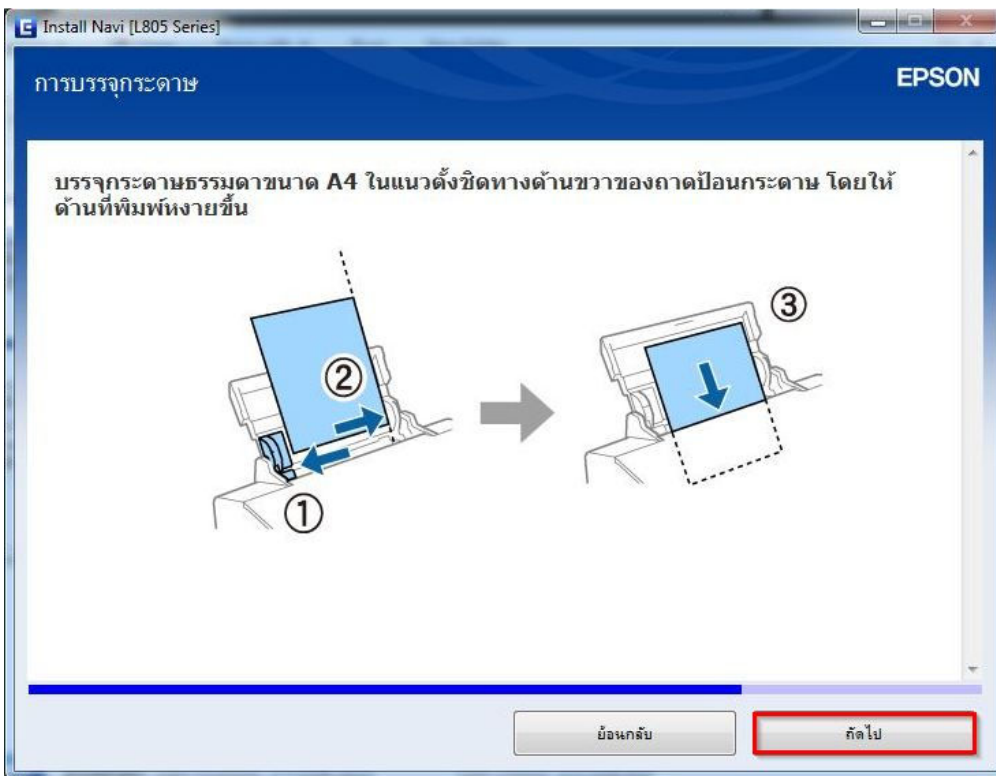 Install Navi [L805 Series]
การบรรจุกระดาษ
EPSON
บรรจุกระดาษธรรมดาขนาด A4 ในแนวตั้งชิดทางด้านขวาของถาดป้อนกระดาษ โดยให้
ด้านที่พิมพ์หงายขึ้น
②
③
①
ย้อนกลับ
ถัดไป